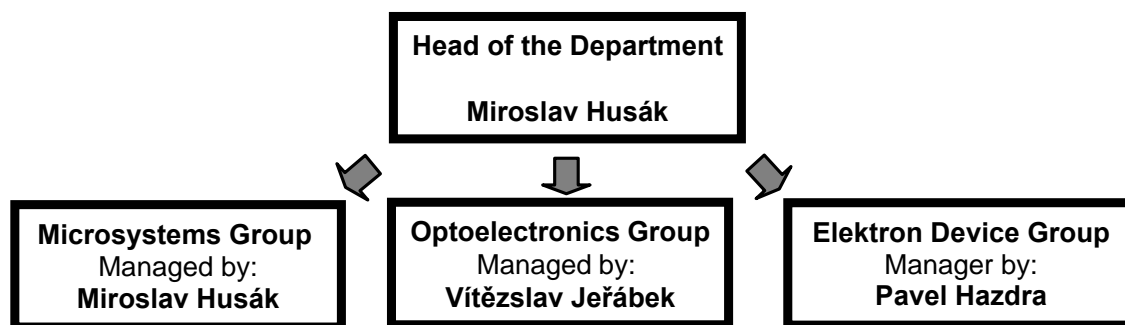 Head of the Department
Miroslav Husák
Microsystems Group
Managed by:
Miroslav Husák
Optoelectronics Group
Managed by:
Vítězslav Jeřábek
Elektron Device Group
Manager by:
Pavel Hazdra